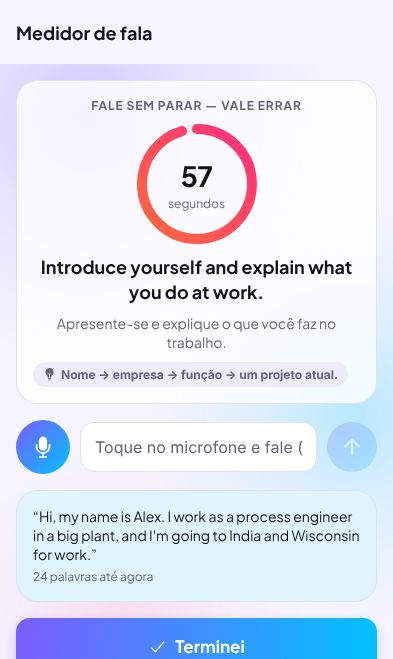 Medidor de fala
FALE SEM PARAR — VALE ERRAR
57
segundos
Introduce yourself and explain what
you do at work.
Apresente-se e explique o que você faz no
trabalho.
Nome → empresa → função → um projeto atual.
Toque no microfone e fale (
“Hi, my name is Alex. I work as a process engineer
in a big plant, and I'm going to India and Wisconsin
for work.”
24 palavras até agora
Terminei